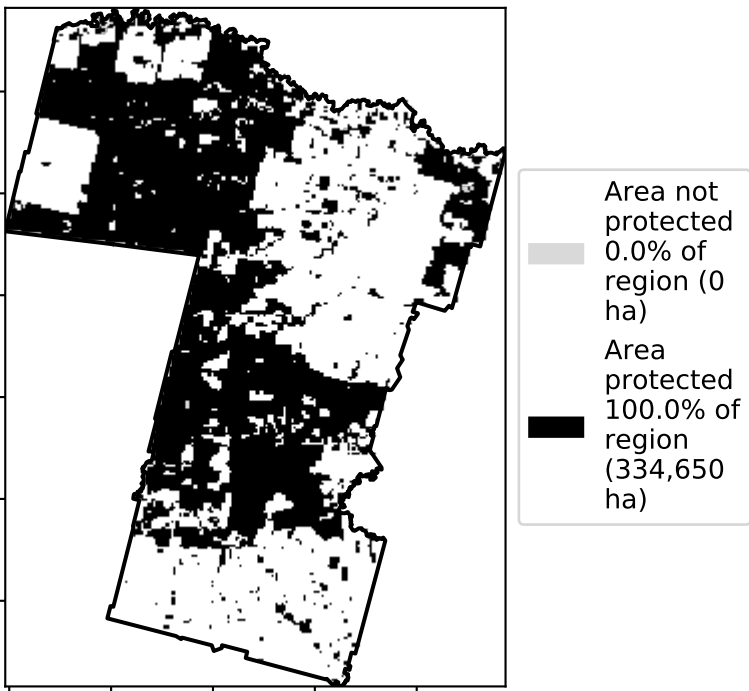 Area not
protected
0.0% of
region (0
ha)
Area
protected
100.0% of
region
(334,650
ha)